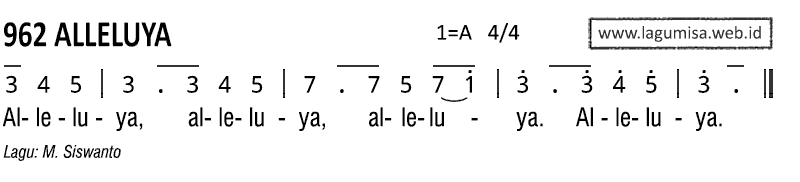 962 ALLELUYA 1=A 4/4 www.lagumisa.web.id
3 4 5 | 3 . 3 4 5 | 7 . 7 5 7 1̇ | 3̇ . 3̇ 4̇ 5̇ | 3̇ . ||
Al- le - lu - ya, al- le- lu - ya, al- le-lu - ya. Al - le- lu - ya.
Lagu: M. Siswanto